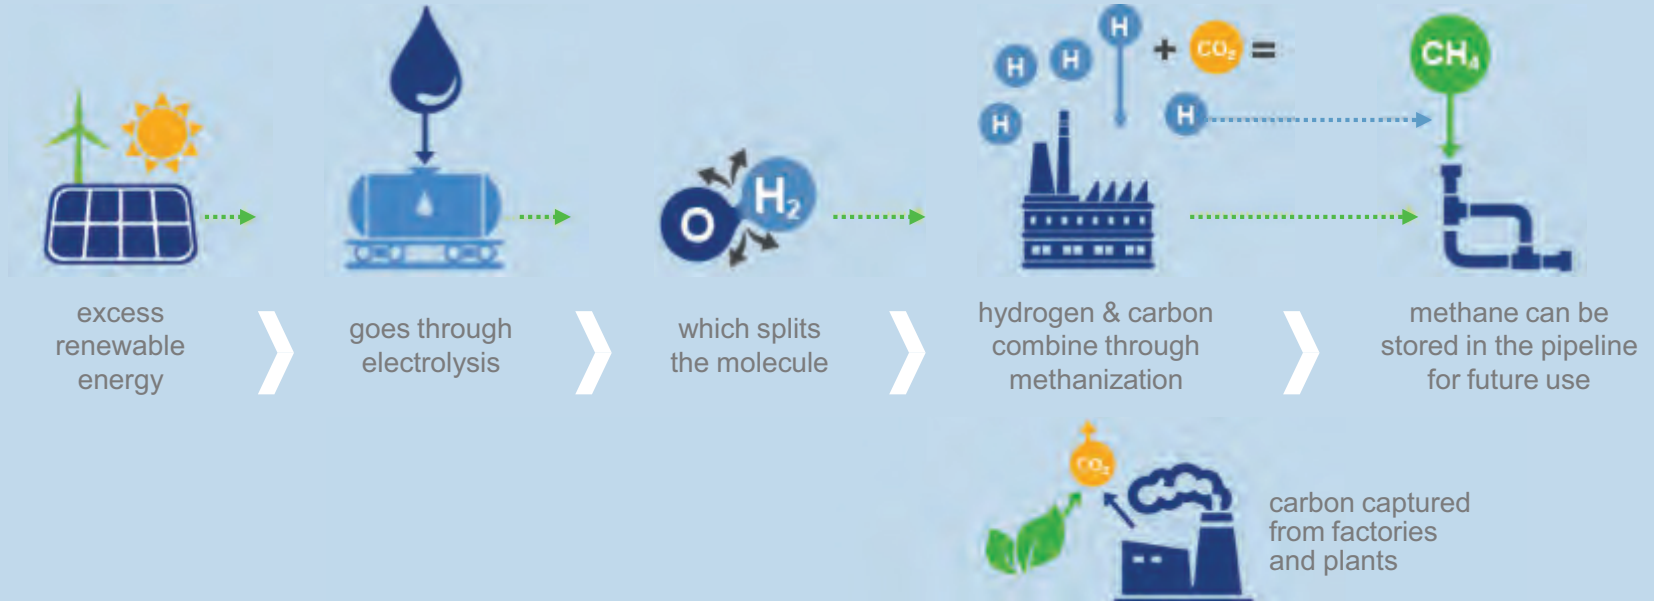 H
H
H
+ CO₂ =
CH₄
H
H
O
H₂
excess
renewable
energy
goes through
electrolysis
which splits
the molecule
hydrogen & carbon
combine through
methanization
methane can be
stored in the pipeline
for future use
CO₂
carbon captured
from factories
and plants